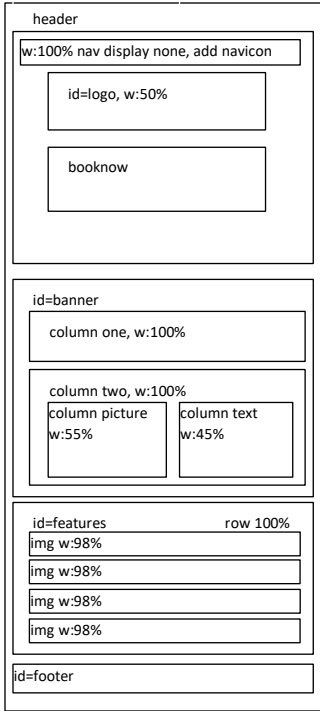 header
w:100% nav display none, add navicon
id=logo, w:50%
booknow
id=banner
column one, w:100%
column two, w:100%
column picture
w:55%
column text
w:45%
id=features
row 100%
img w:98%
img w:98%
img w:98%
img w:98%
id=footer